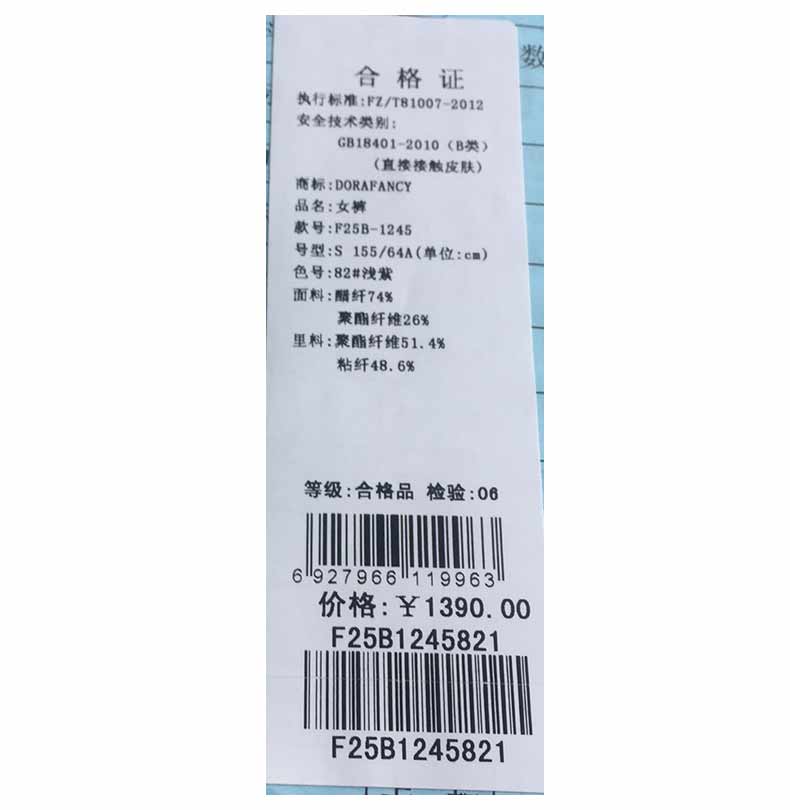 数
合格证
执行标准:FZ/T81007-2012
安全技术类别:
GB18401-2010(B类)
(直接接触皮肤)
商标:DORAFANCY
品名:女裤
款号:F25B-1245
号型:S 155/64A(单位:cm)
色号:82#浅紫
面料:醋纤74%
聚酯纤维26%
里料:聚酯纤维51.4%
粘纤48.6%
等级:合格品 检验:06
6 927966 119963
价格:¥1390.00
F25B1245821
F25B1245821